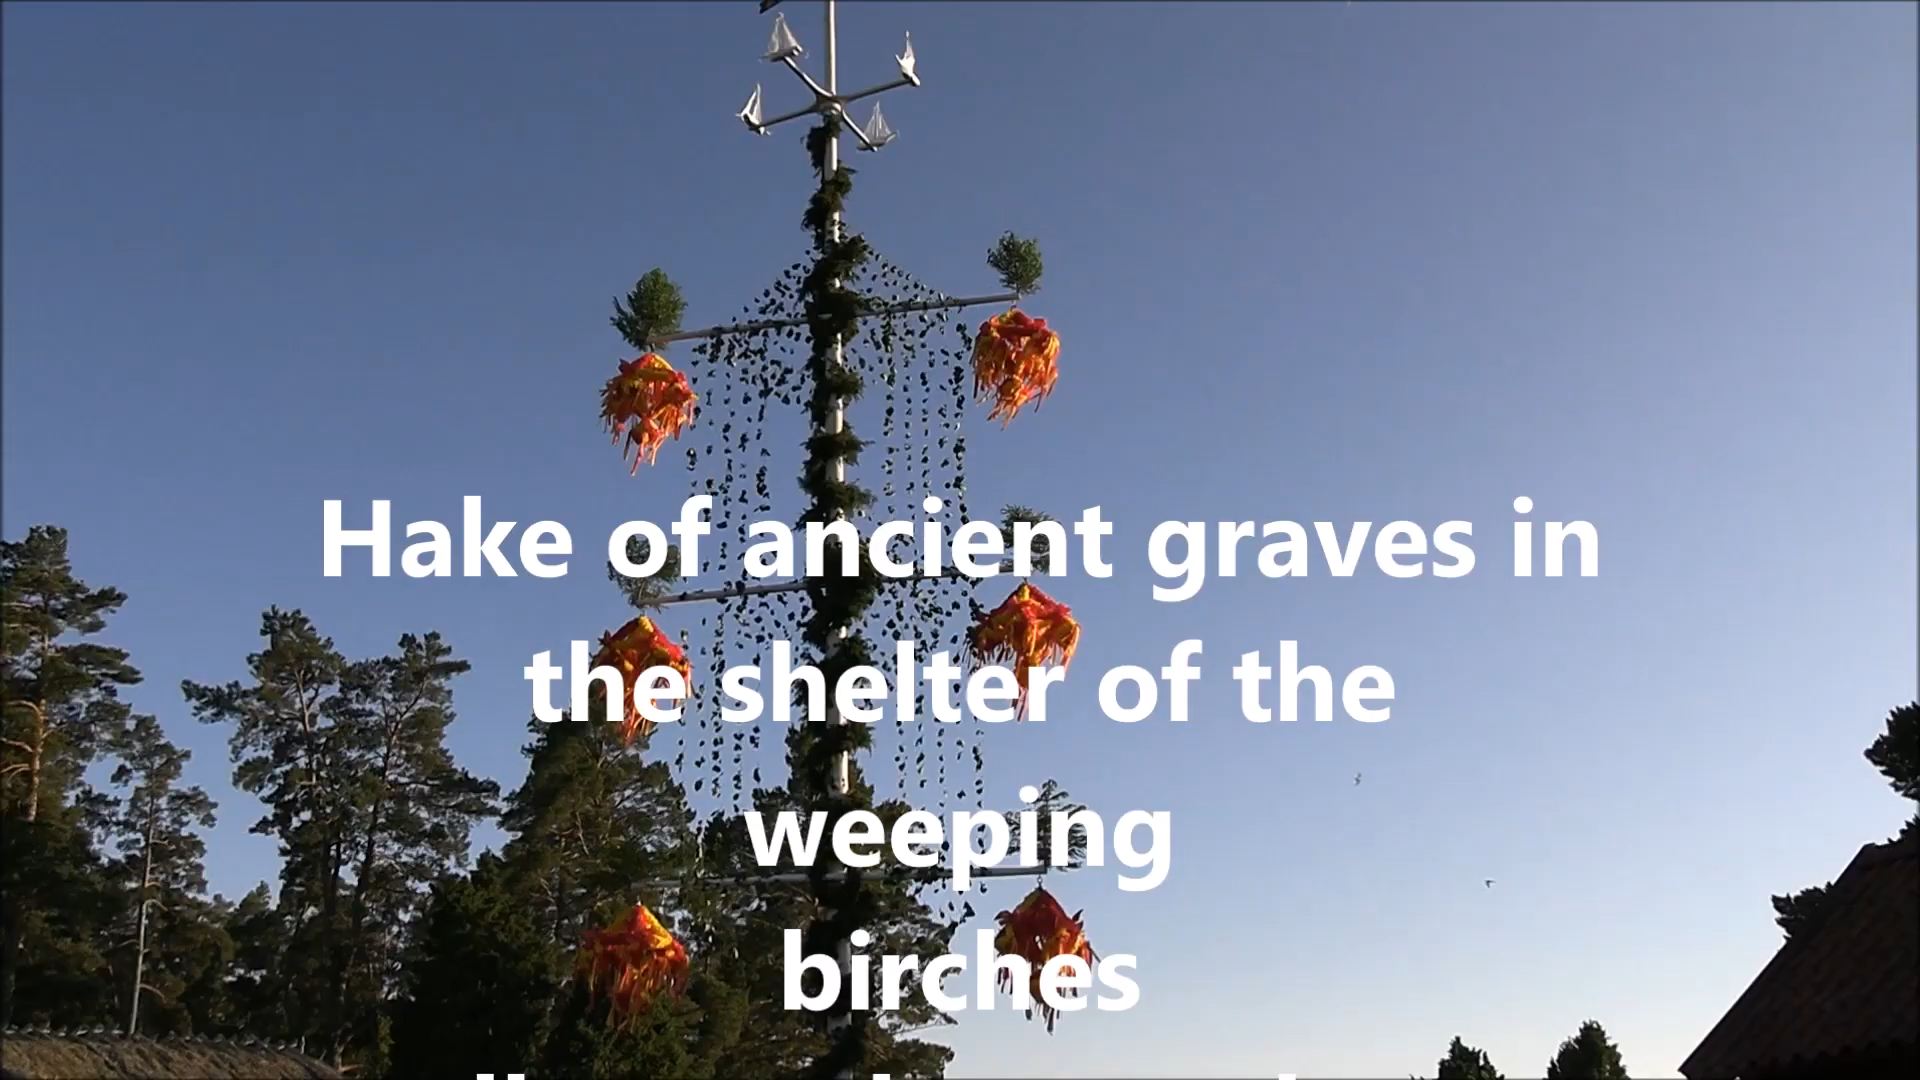 Hake of ancient graves in
the shelter of the
weeping
birches